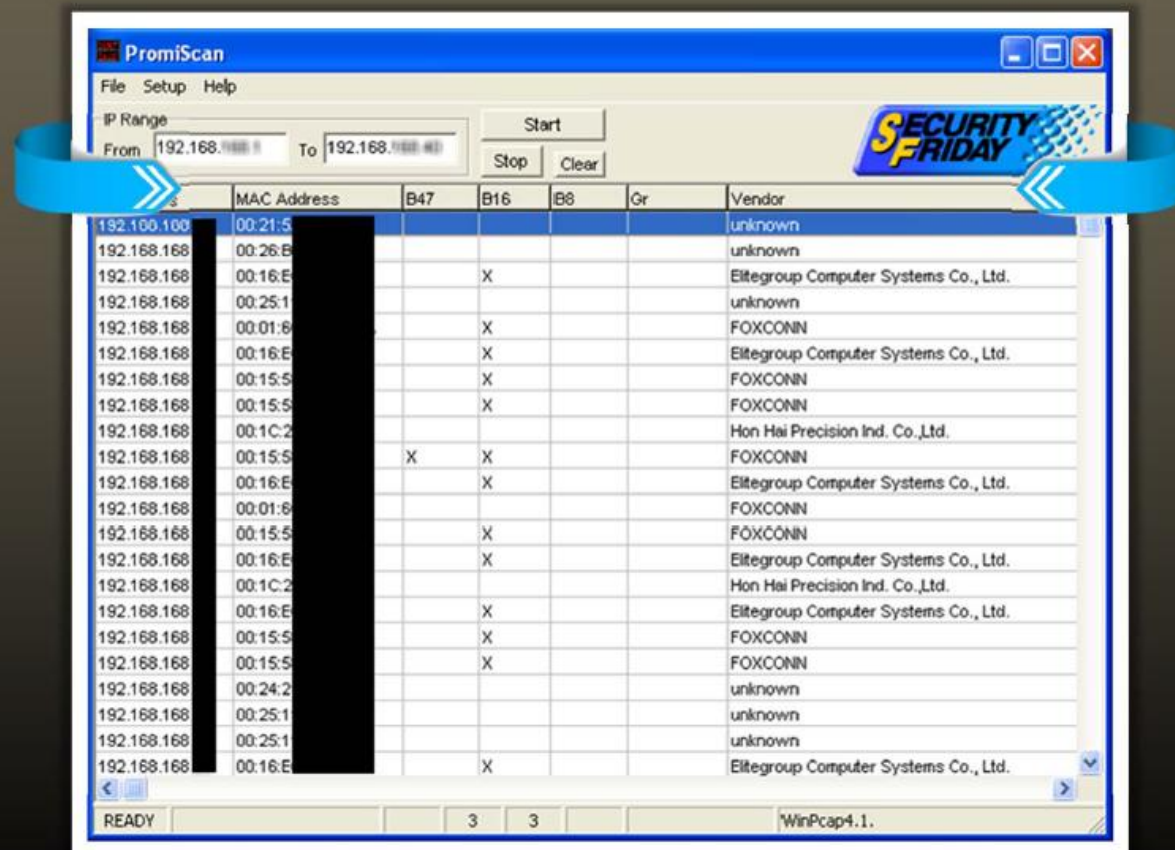 PromiScan
File Setup Help
IP Range
From 192.168. To 192.168.
Start
Stop Clear
SECURITY FRIDAY
MAC Address B47 B16 B8 Gr Vendor
00:21:5 unknown
192.168.168 00:26:B unknown
192.168.168 00:16:E X Elitegroup Computer Systems Co., Ltd.
192.168.168 00:25:1 unknown
192.168.168 00:01:6 X FOXCONN
192.168.168 00:16:E X Elitegroup Computer Systems Co., Ltd.
192.168.168 00:15:5 X FOXCONN
192.168.168 00:15:5 X FOXCONN
192.168.168 00:1C:2 Hon Hai Precision Ind. Co.,Ltd.
192.168.168 00:15:5 X X FOXCONN
192.168.168 00:16:E X Elitegroup Computer Systems Co., Ltd.
192.168.168 00:01:6 FOXCONN
192.168.168 00:15:5 X FOXCONN
192.168.168 00:16:E X Elitegroup Computer Systems Co., Ltd.
192.168.168 00:1C:2 Hon Hai Precision Ind. Co.,Ltd.
192.168.168 00:16:E X Elitegroup Computer Systems Co., Ltd.
192.168.168 00:15:5 X FOXCONN
192.168.168 00:15:5 X FOXCONN
192.168.168 00:24:2 unknown
192.168.168 00:25:1 unknown
192.168.168 00:25:1 unknown
192.168.168 00:16:E X Elitegroup Computer Systems Co., Ltd.
READY 3 3 WinPcap4.1.